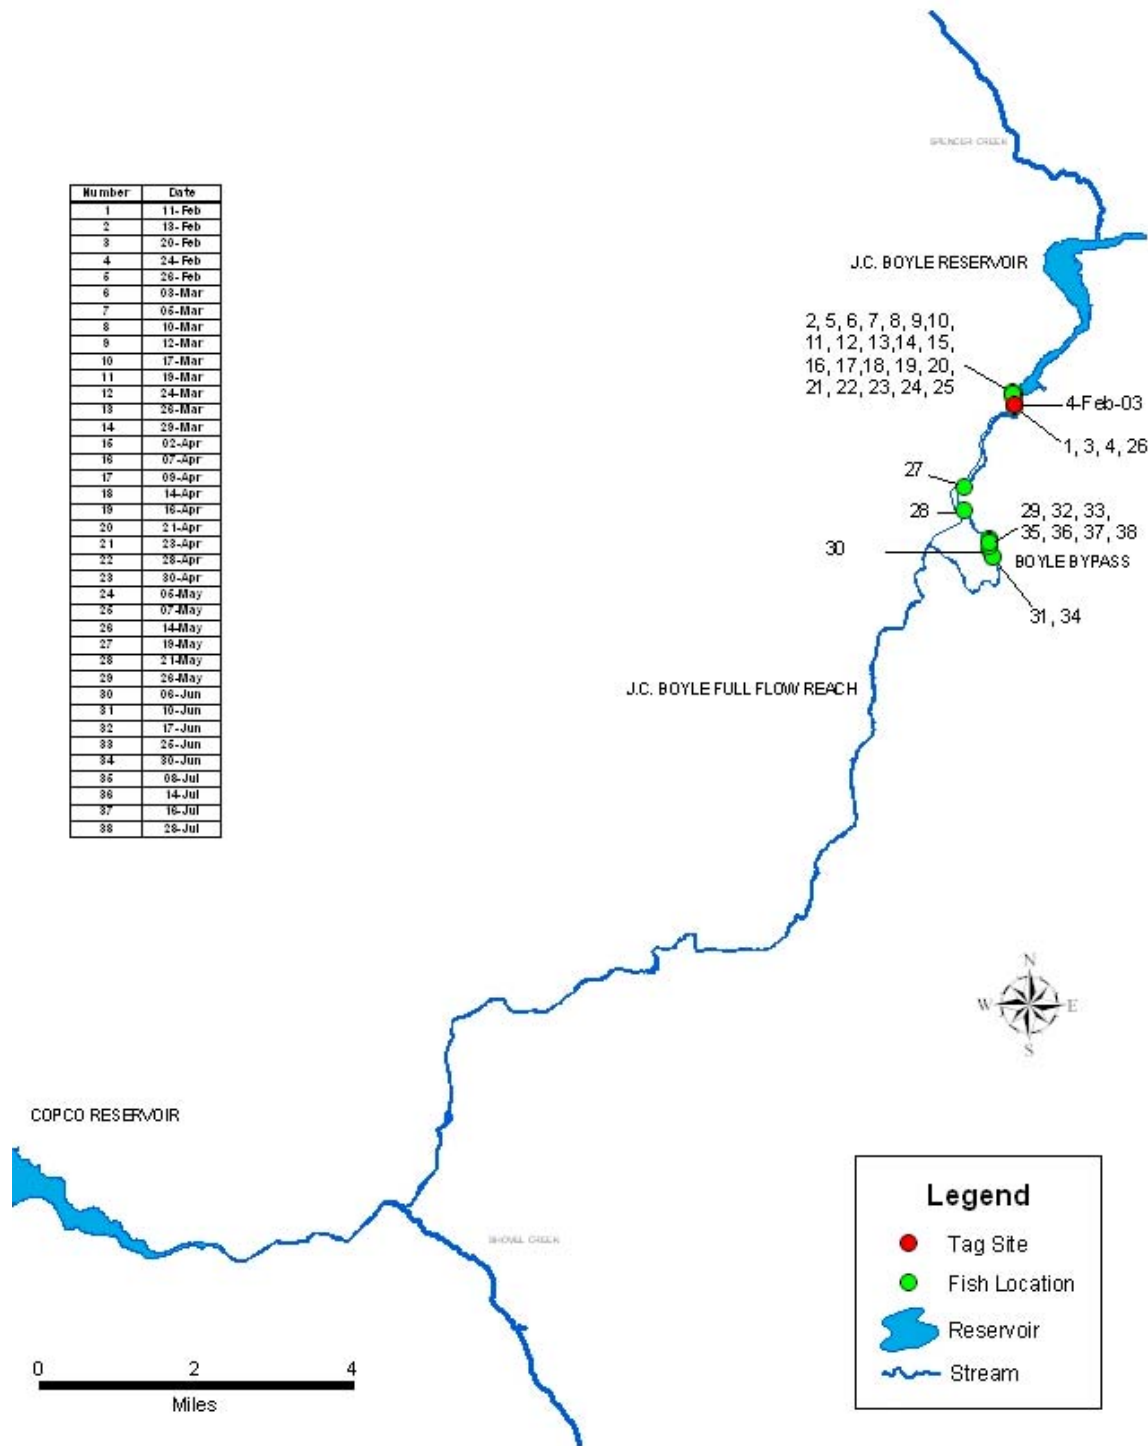 SPENCER CREEK
Number Date
1 11-Feb
2 13-Feb
3 20-Feb
4 24-Feb
5 26-Feb
6 03-Mar
7 05-Mar
8 10-Mar
9 12-Mar
10 17-Mar
11 19-Mar
12 24-Mar
13 26-Mar
14 29-Mar
15 02-Apr
16 07-Apr
17 09-Apr
18 14-Apr
19 16-Apr
20 21-Apr
21 23-Apr
22 28-Apr
23 30-Apr
24 05-May
25 07-May
26 14-May
27 19-May
28 21-May
29 26-May
30 06-Jun
31 10-Jun
32 17-Jun
33 25-Jun
34 30-Jun
35 08-Jul
36 14-Jul
37 16-Jul
38 28-Jul
J.C. BOYLE RESERVOIR
2, 5, 6, 7, 8, 9,10,
11, 12, 13,14, 15,
16, 17,18, 19, 20,
21, 22, 23, 24, 25
4-Feb-03
1, 3, 4, 26
27
28
29, 32, 33,
35, 36, 37, 38
30
BOYLE BYPASS
31, 34
J.C. BOYLE FULL FLOW REACH
N
W E
S
COPCO RESERVOIR
SHOVEL CREEK
Legend
Tag Site
Fish Location
Reservoir
Stream
0 2 4
Miles